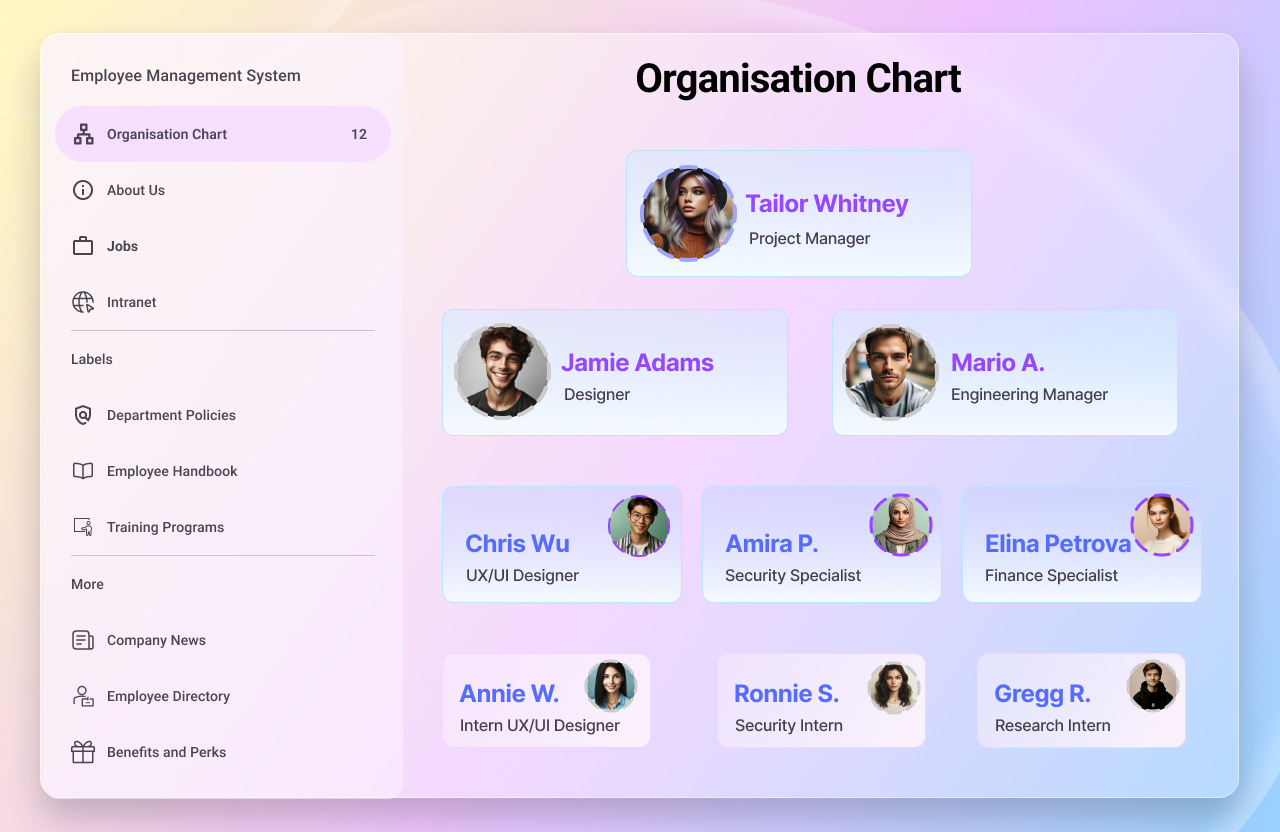 Employee Management System
Organisation Chart 12
About Us
Jobs
Intranet
Labels
Department Policies
Employee Handbook
Training Programs
More
Company News
Employee Directory
Benefits and Perks
Organisation Chart
Tailor Whitney
Project Manager
Jamie Adams
Designer
Mario A.
Engineering Manager
Chris Wu
UX/UI Designer
Amira P.
Security Specialist
Elina Petrova
Finance Specialist
Annie W.
Intern UX/UI Designer
Ronnie S.
Security Intern
Gregg R.
Research Intern